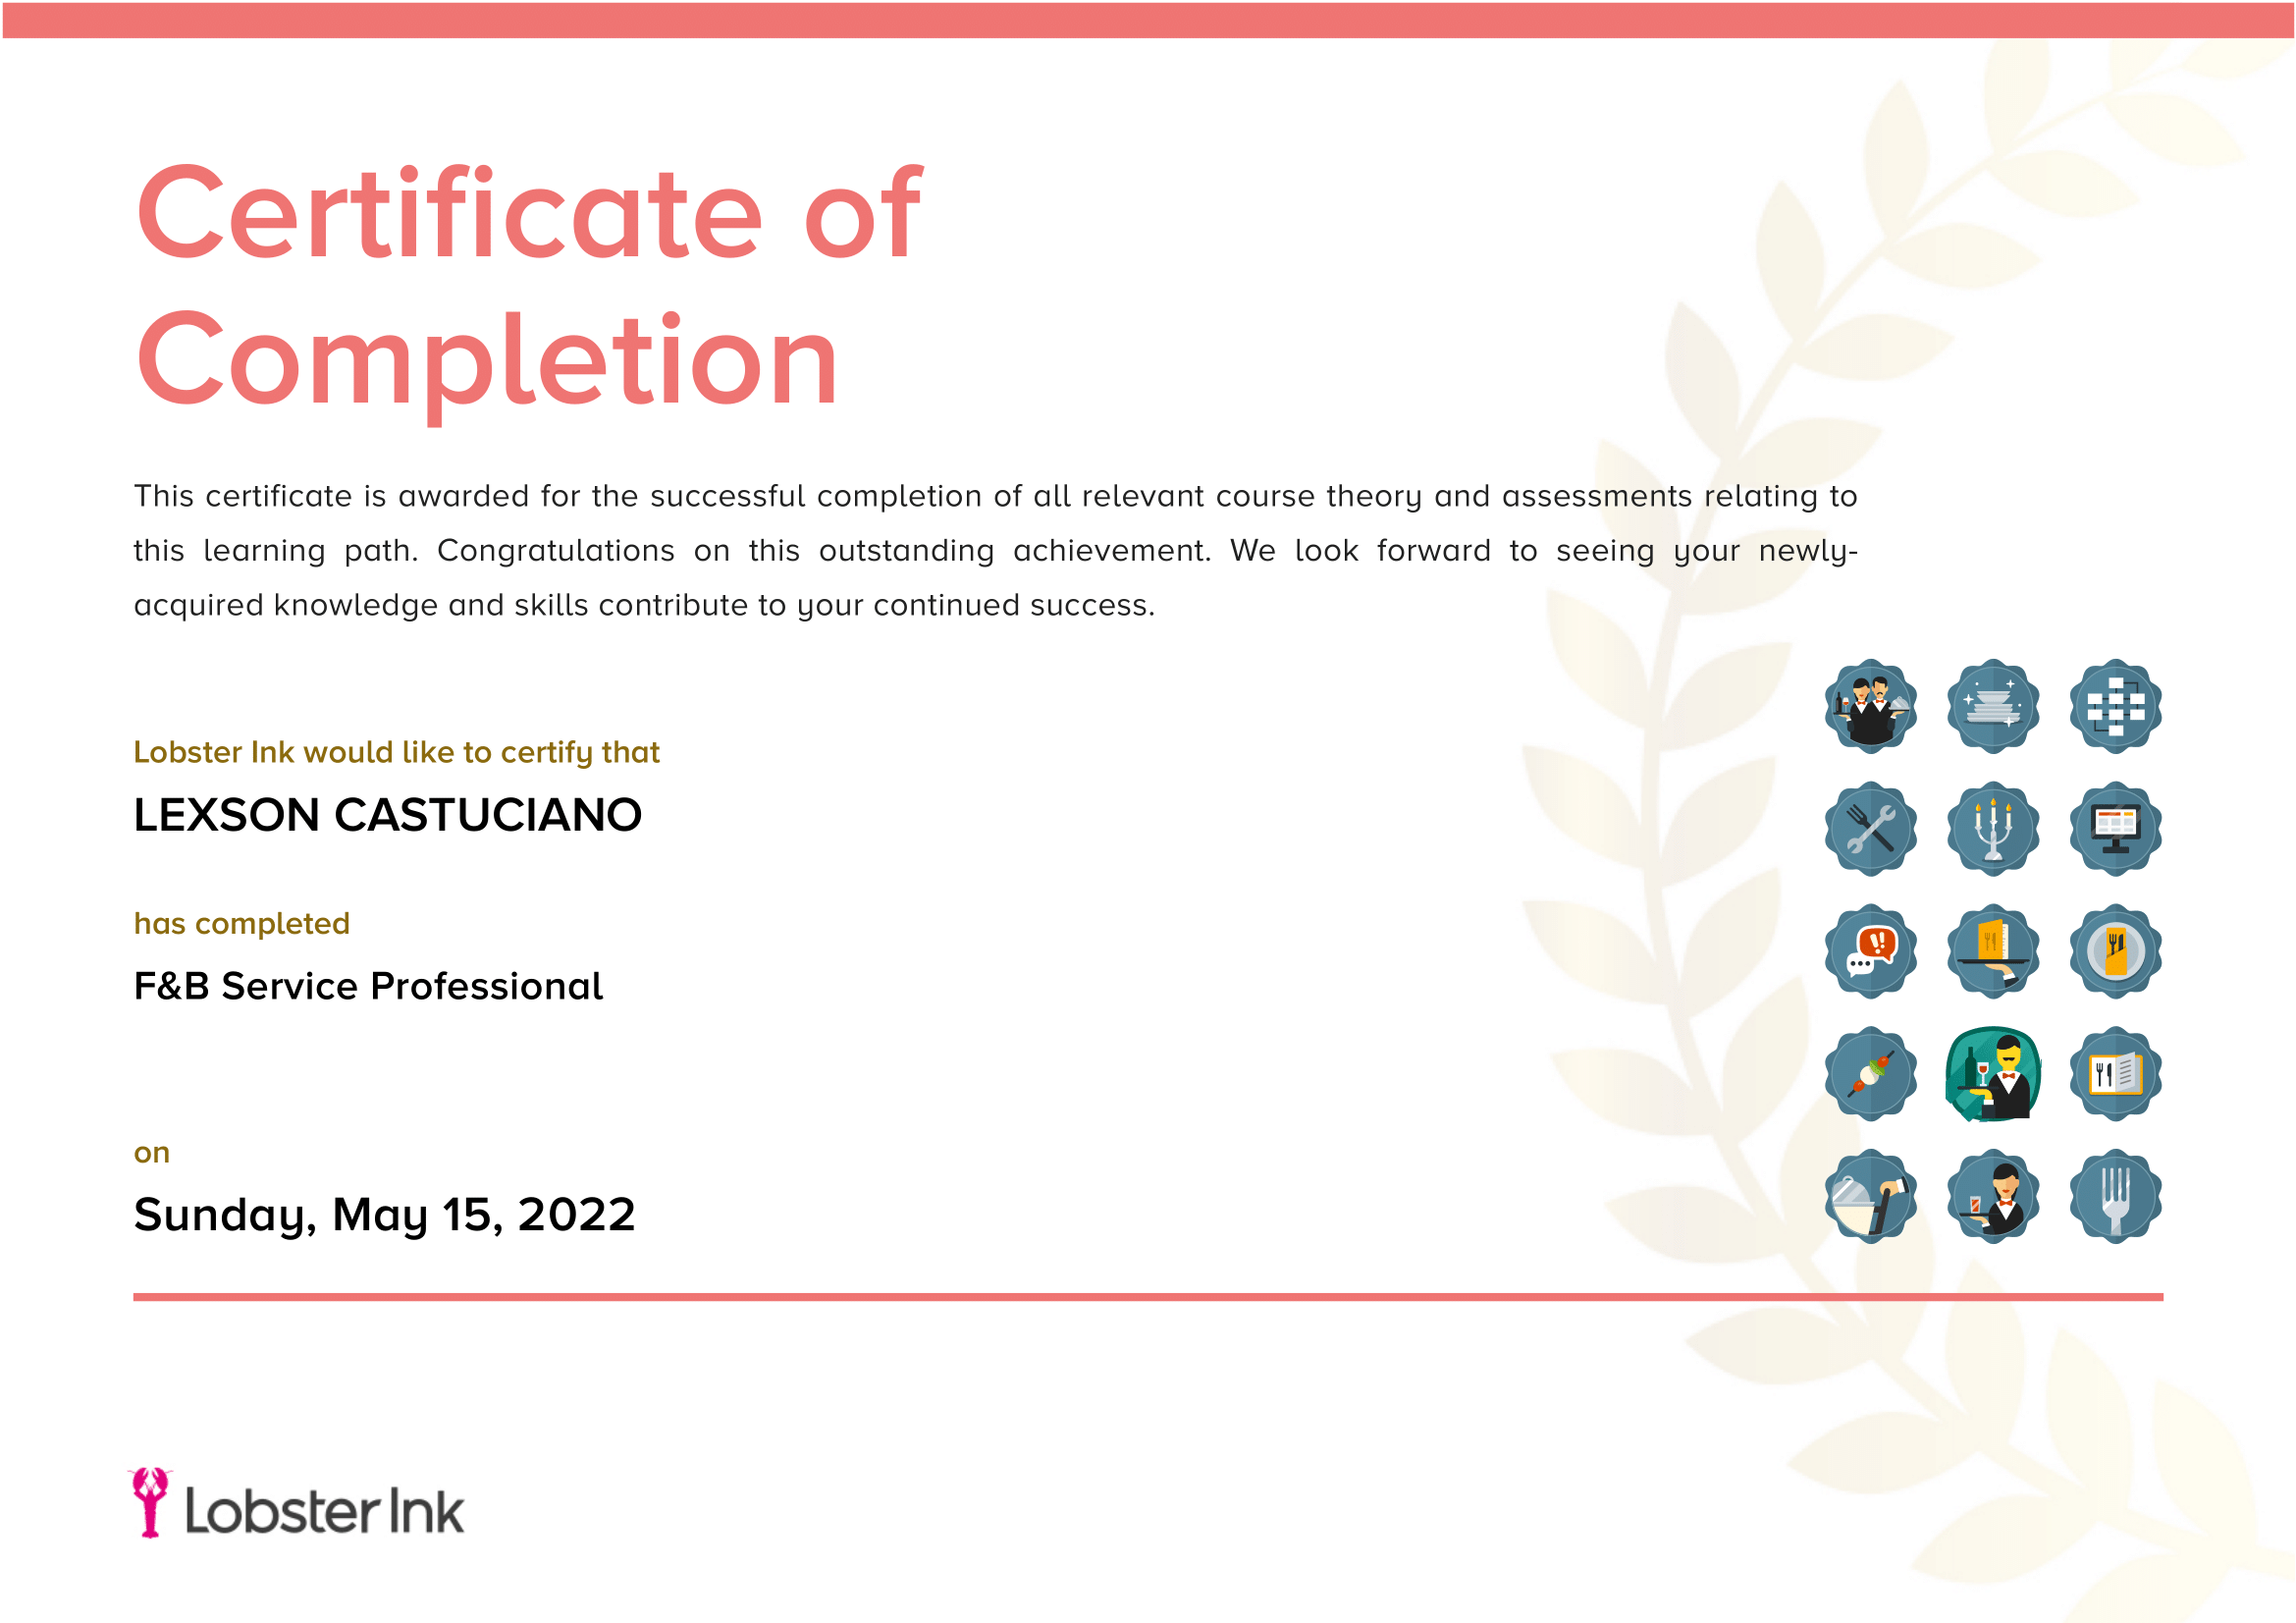 Certificate of
Completion
This certificate is awarded for the successful completion of all relevant course theory and assessments relating to
this learning path. Congratulations on this outstanding achievement. We look forward to seeing your newly-
acquired knowledge and skills contribute to your continued success.
Lobster Ink would like to certify that
LEXSON CASTUCIANO
has completed
F&B Service Professional
on
Sunday, May 15, 2022
Lobster Ink